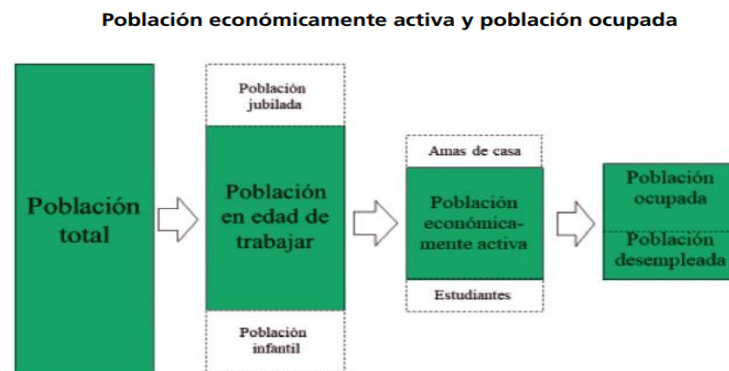 Población económicamente activa y población ocupada
Población
total
Población
jubilada
Población
en edad de
trabajar
Población
infantil
Amas de casa
Población
económica-
mente activa
Estudiantes
Población
ocupada
Población
desempleada